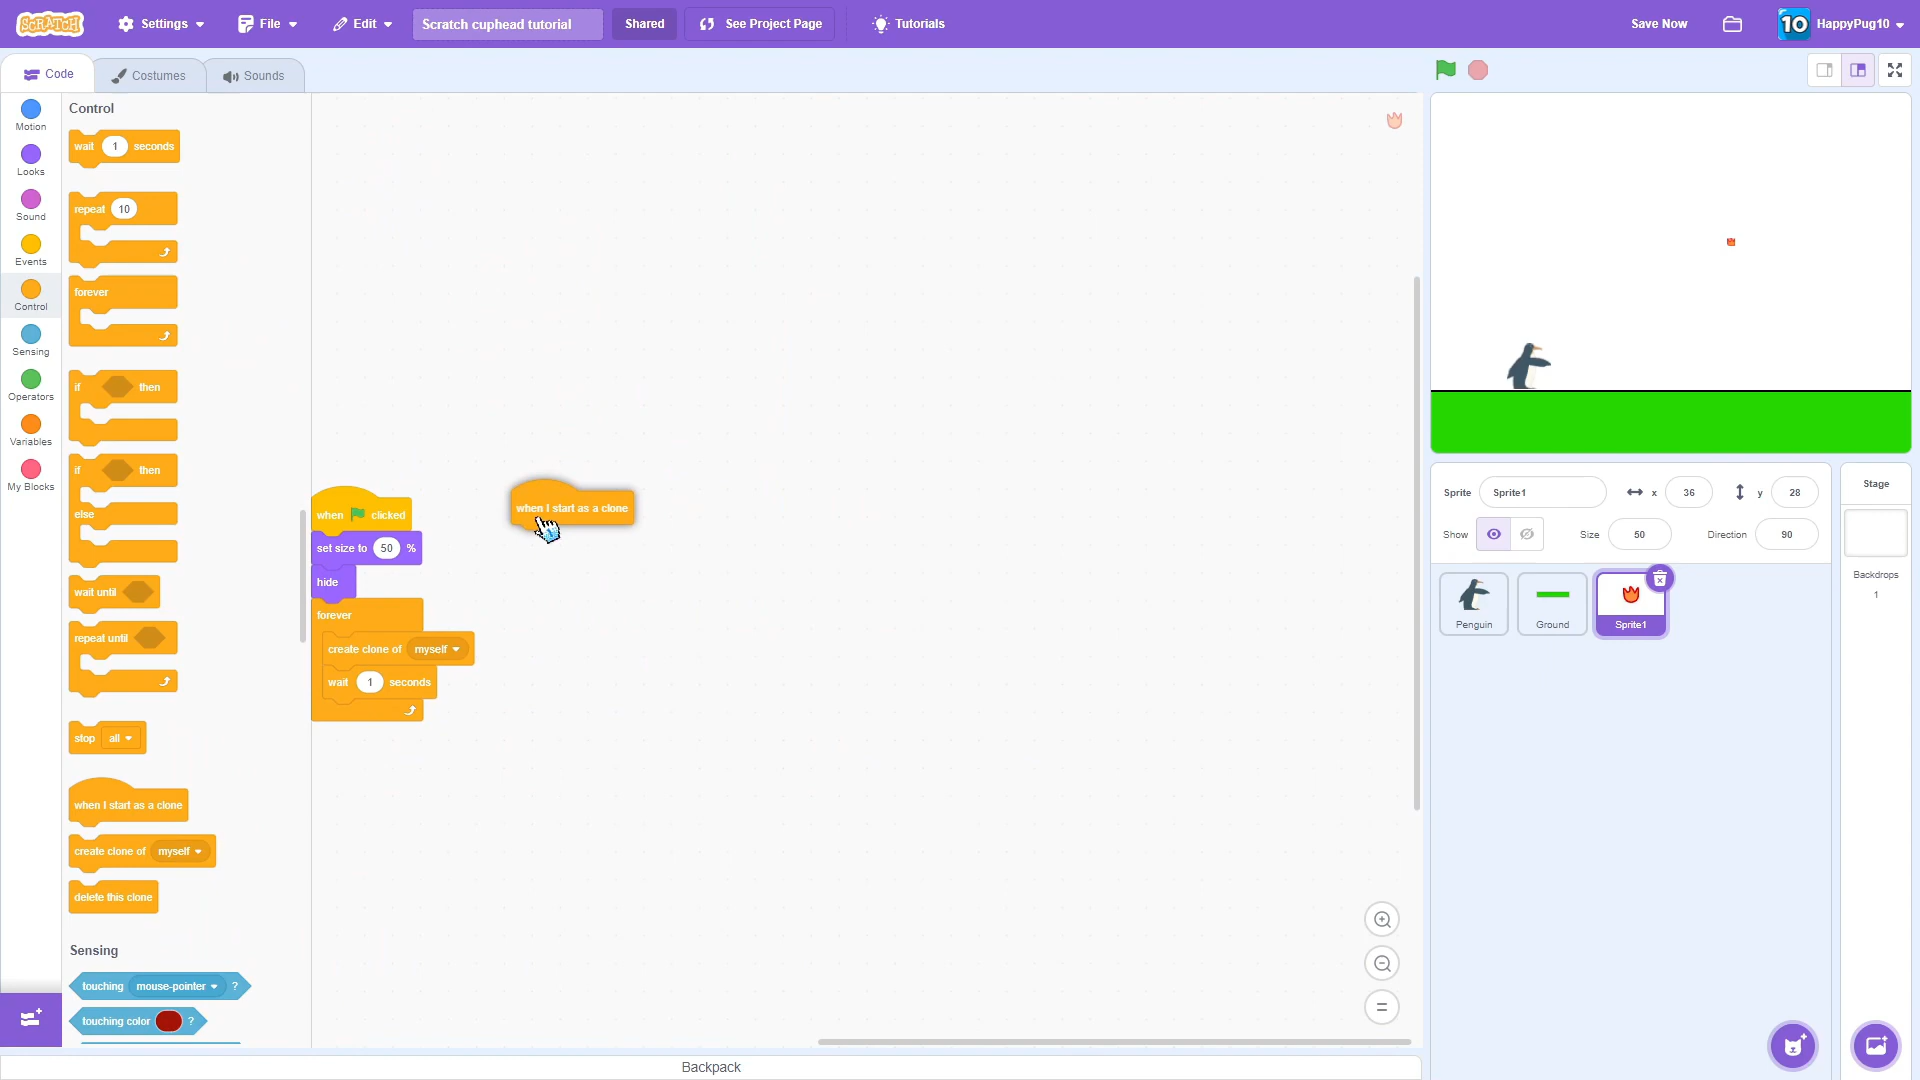 SCRATCH Settings File Edit Scratch cuphead tutorial Shared See Project Page Tutorials Save Now 10 HappyPug10
Code Costumes Sounds
Motion
Looks
Sound
Events
Control
Sensing
Operators
Variables
My Blocks
Control
wait 1 seconds
repeat 10
forever
if then
if then
else
wait until
repeat until
stop all
when I start as a clone
create clone of myself
delete this clone
Sensing
touching mouse-pointer ?
touching color ?
when clicked
set size to 50 %
hide
forever
create clone of myself
wait 1 seconds
when I start as a clone
Backpack
Sprite Sprite1 x 36 y 28
Show Size 50 Direction 90
Penguin
Ground
Sprite1
Stage
Backdrops
1